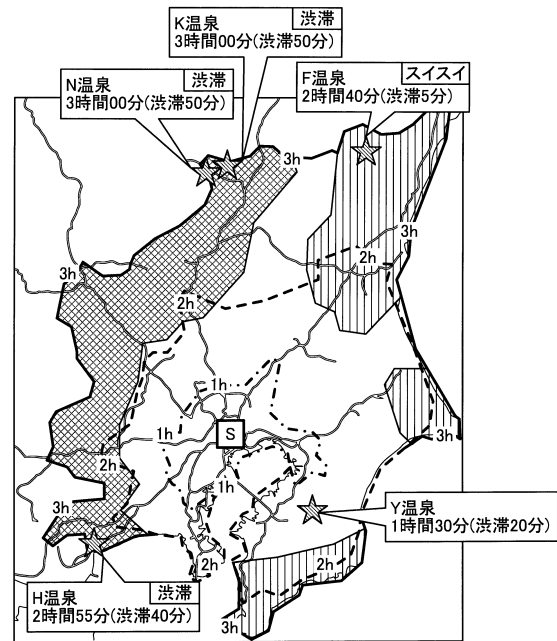 K温泉
渋滞
3時間00分(渋滞50分)
N温泉
渋滞
3時間00分(渋滞50分)
F温泉
スイスイ
2時間40分(渋滞5分)
3h
3h
3h
2h
3h
2h
1h
1h
S
2h
3h
1h
3h
Y温泉
1時間30分(渋滞20分)
2h
2h
3h
H温泉
渋滞
2時間55分(渋滞40分)